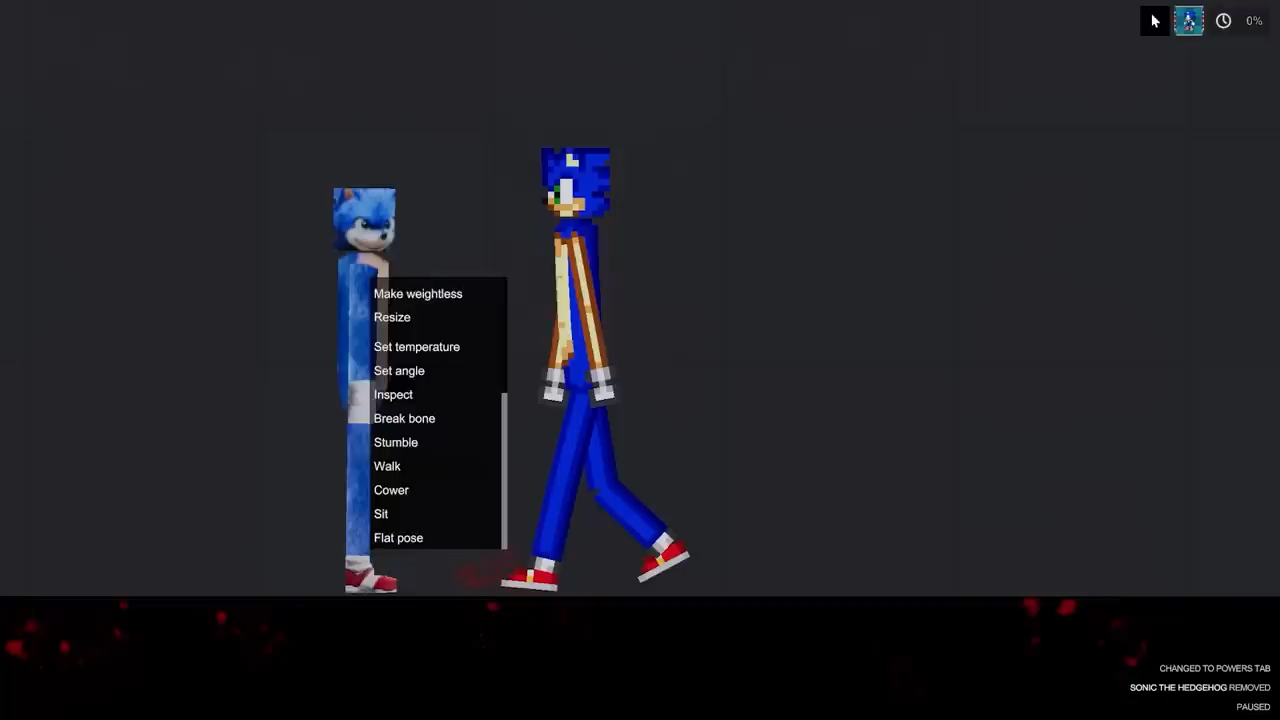 0%
Make weightless
Resize
Set temperature
Set angle
Inspect
Break bone
Stumble
Walk
Cower
Sit
Flat pose
CHANGED TO POWERS TAB
SONIC THE HEDGEHOG REMOVED
PAUSED